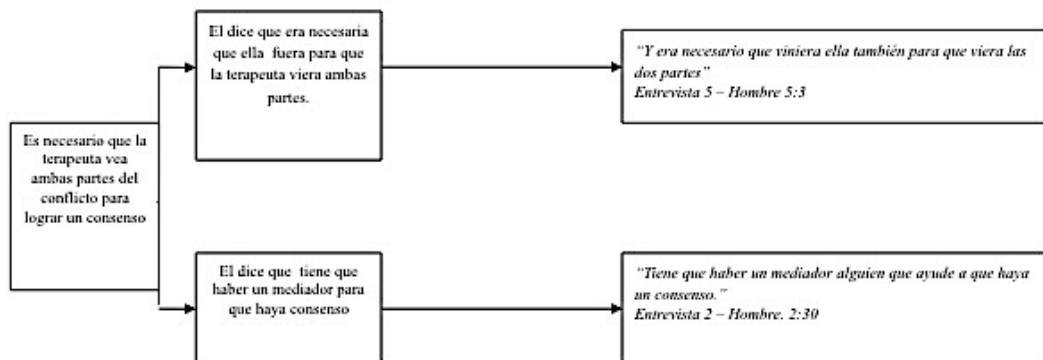 El dice que era necesaria
que ella fuera para que
la terapeuta viera ambas
partes.
"Y era necesario que viniera ella también para que viera las
dos partes"
Entrevista 5 – Hombre 5:3
Es necesario que la
terapeuta vea
ambas partes del
conflicto para
lograr un consenso
El dice que tiene que
haber un mediador para
que haya consenso
"Tiene que haber un mediador alguien que ayude a que haya
un consenso."
Entrevista 2 – Hombre. 2:30